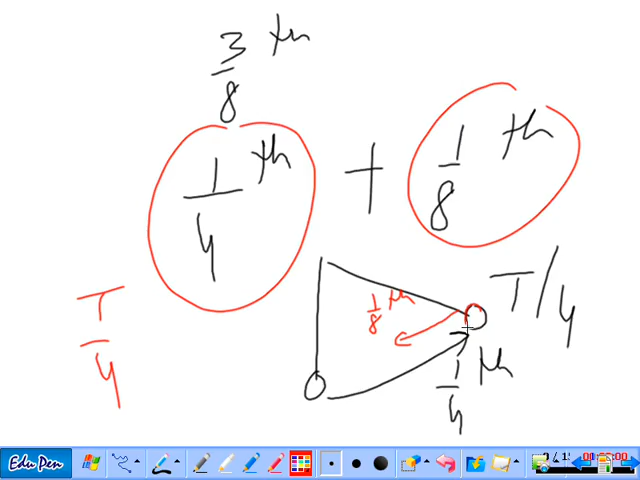 3/8 th
1/4 th + 1/8 th
T/4
1/8 th
T/4
1/4 th
Edu Pen